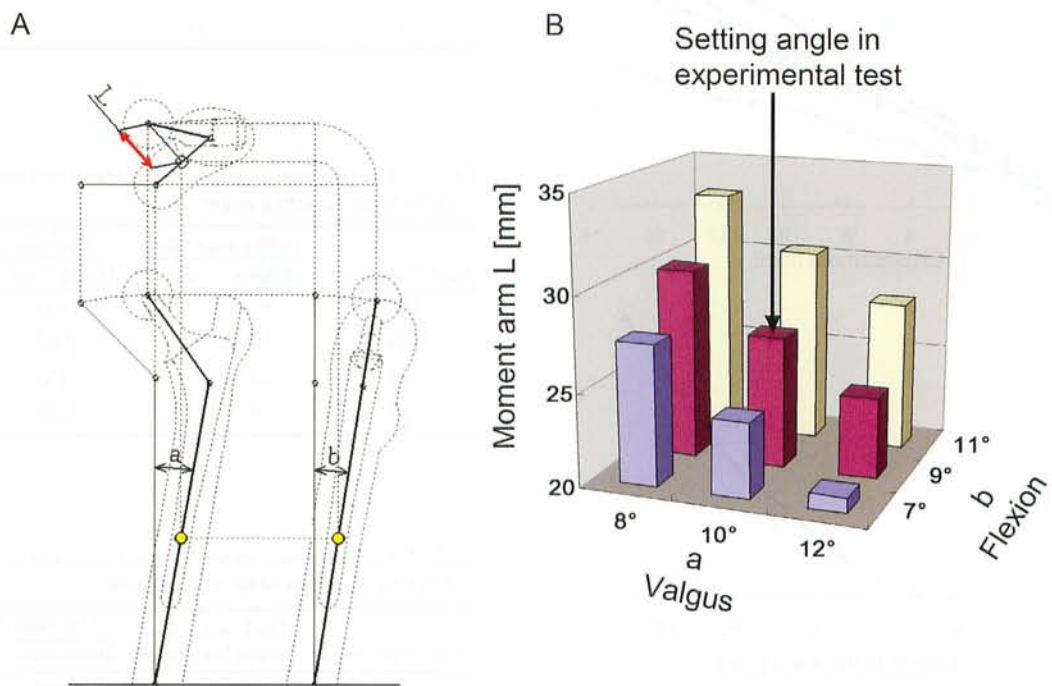 A
L
a
b
B
Setting angle in
experimental test
Moment arm L [mm]
35
30
25
20
8°
10°
12°
a
Valgus
7°
9°
11°
b
Flexion